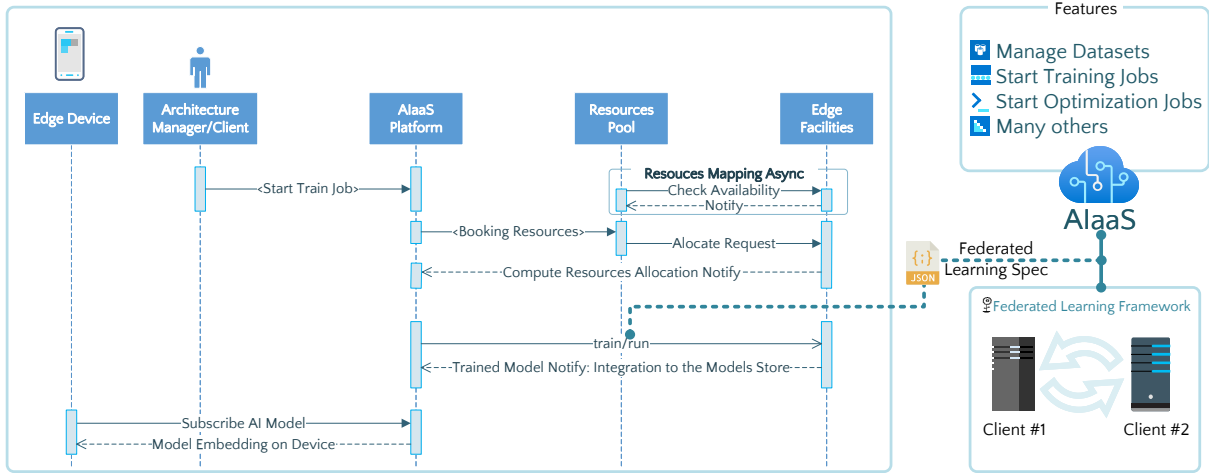 Edge Device
Architecture
Manager/Client
AIaaS
Platform
Resources
Pool
Edge
Facilities
<Start Train Job>
Resouces Mapping Async
Check Availability
Notify
<Booking Resources>
Alocate Request
Compute Resources Allocation Notify
train/run
Trained Model Notify: Integration to the Models Store
Subscribe AI Model
Model Embedding on Device
Features
Manage Datasets
Start Training Jobs
Start Optimization Jobs
Many others
AIaaS
{;}
JSON
Federated
Learning Spec
Federated Learning Framework
Client #1
Client #2